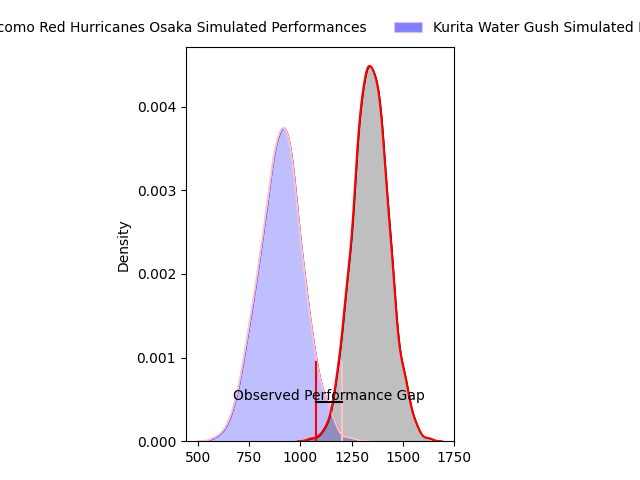 como Red Hurricanes Osaka Simulated Performances
Kurita Water Gush Simulated
0.004
0.003
0.002
0.001
0.000
Density
Observed Performance Gap
500 750 1000 1250 1500 1750